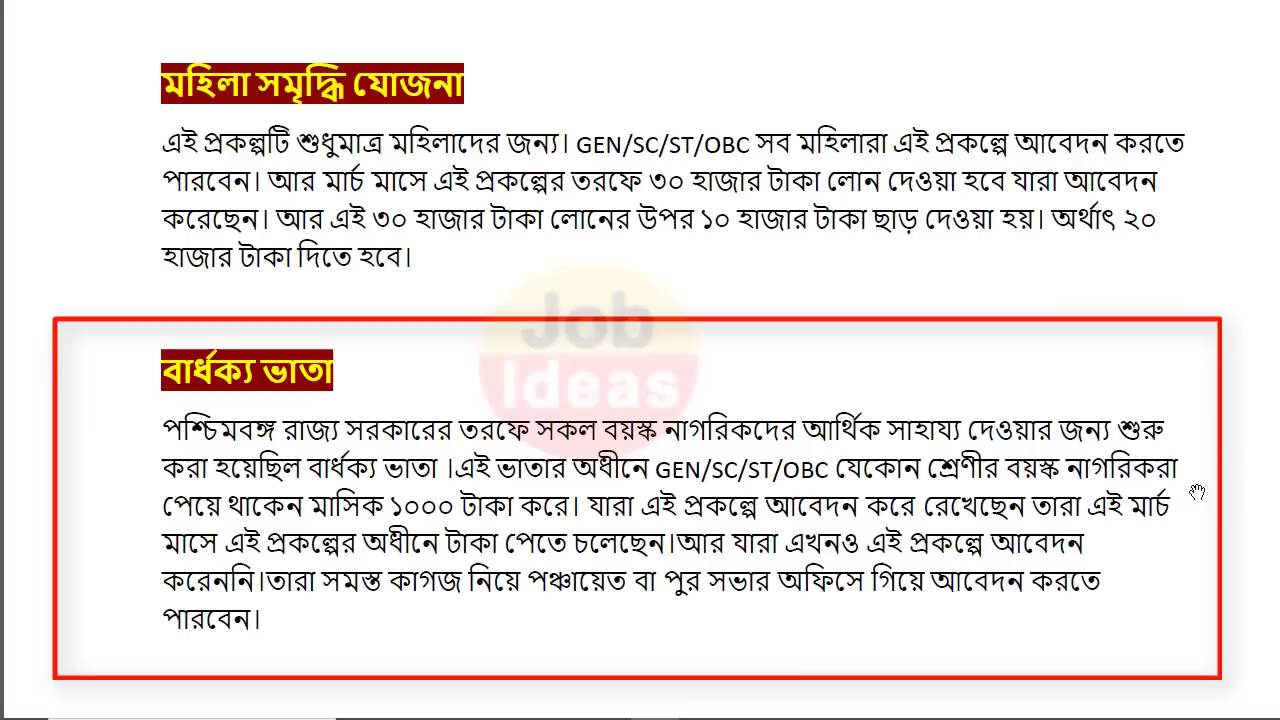 মহিলা সমৃদ্ধি যোজনা
এই প্রকল্পটি শুধুমাত্র মহিলাদের জন্য। GEN/SC/ST/OBC সব মহিলারা এই প্রকল্পে আবেদন করতে
পারবেন। আর মার্চ মাসে এই প্রকল্পের তরফে ৩০ হাজার টাকা লোন দেওয়া হবে যারা আবেদন
করেছেন। আর এই ৩০ হাজার টাকা লোনের উপর ১০ হাজার টাকা ছাড় দেওয়া হয়। অর্থাৎ ২০
হাজার টাকা দিতে হবে।
Job
Ideas
বার্ধক্য ভাতা
পশ্চিমবঙ্গ রাজ্য সরকারের তরফে সকল বয়স্ক নাগরিকদের আর্থিক সাহায্য দেওয়ার জন্য শুরু
করা হয়েছিল বার্ধক্য ভাতা ।এই ভাতার অধীনে GEN/SC/ST/OBC যেকোন শ্রেণীর বয়স্ক নাগরিকরা
পেয়ে থাকেন মাসিক ১০০০ টাকা করে। যারা এই প্রকল্পে আবেদন করে রেখেছেন তারা এই মার্চ
মাসে এই প্রকল্পের অধীনে টাকা পেতে চলেছেন।আর যারা এখনও এই প্রকল্পে আবেদন
করেননি।তারা সমস্ত কাগজ নিয়ে পঞ্চায়েত বা পুর সভার অফিসে গিয়ে আবেদন করতে
পারবেন।